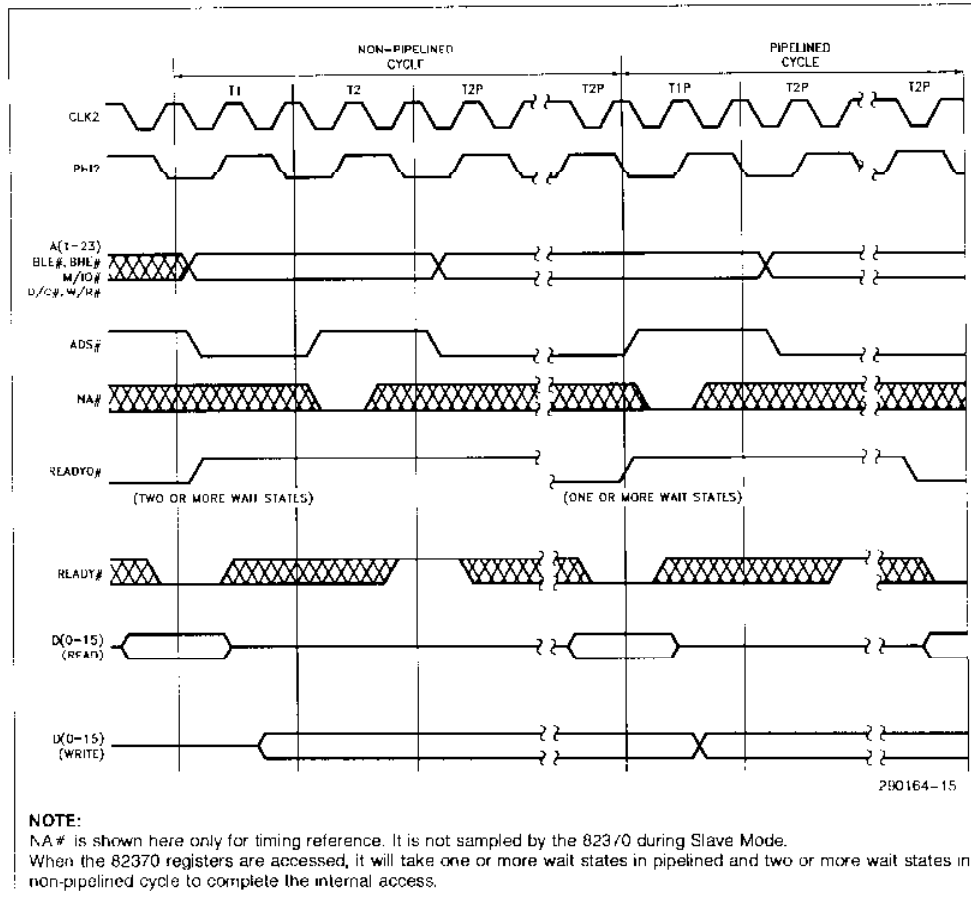 NON-PIPELINED
CYCLE
PIPELINED
CYCLE
T1 T2 T2P T2P T1P T2P T2P
CLK2
PHI2
A(1-23)
BLE#, BHE#
M/IO#
D/C#, W/R#
ADS#
NA#
READYO#
(TWO OR MORE WAIT STATES) (ONE OR MORE WAIT STATES)
READY#
D(0-15)
(READ)
D(0-15)
(WRITE)
290164-15
NOTE:
NA# is shown here only for timing reference. It is not sampled by the 82370 during Slave Mode.
When the 82370 registers are accessed, it will take one or more wait states in pipelined and two or more wait states in
non-pipelined cycle to complete the internal access.